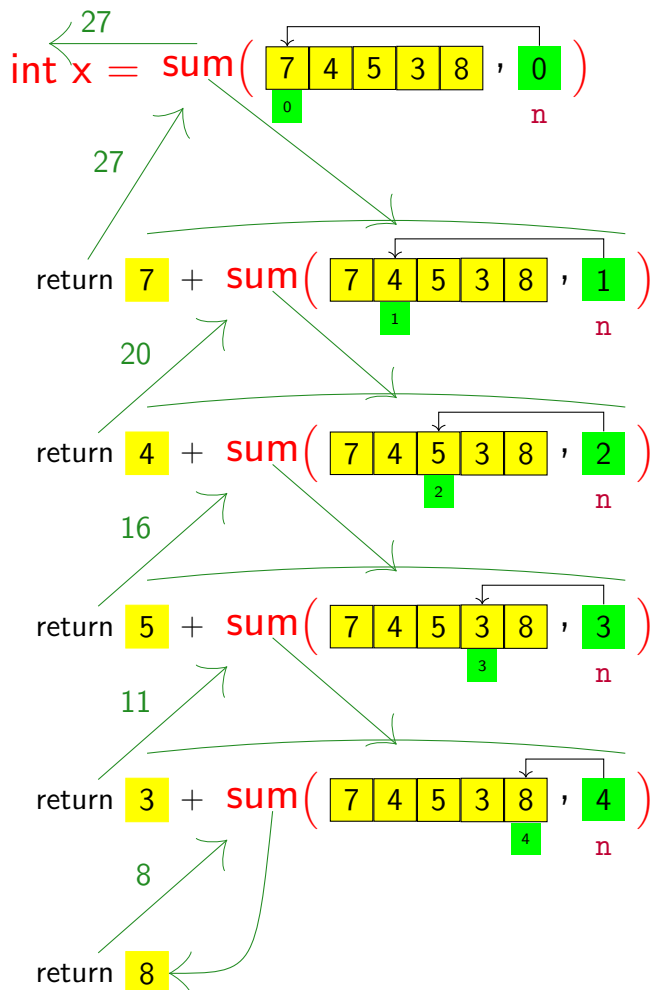 27
int x = sum( 7 4 5 3 8 , 0 )
0
n
27
return 7 + sum( 7 4 5 3 8 , 1 )
1
n
20
return 4 + sum( 7 4 5 3 8 , 2 )
2
n
16
return 5 + sum( 7 4 5 3 8 , 3 )
3
n
11
return 3 + sum( 7 4 5 3 8 , 4 )
4
n
8
return 8